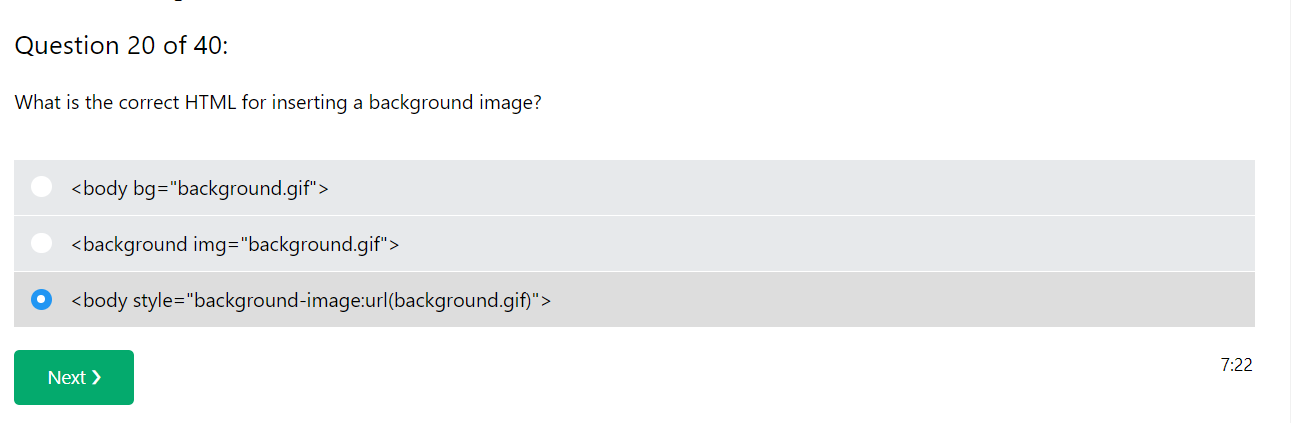 Question 20 of 40:
What is the correct HTML for inserting a background image?
<body bg="background.gif">
<background img="background.gif">
<body style="background-image:url(background.gif)">
Next ❯
7:22